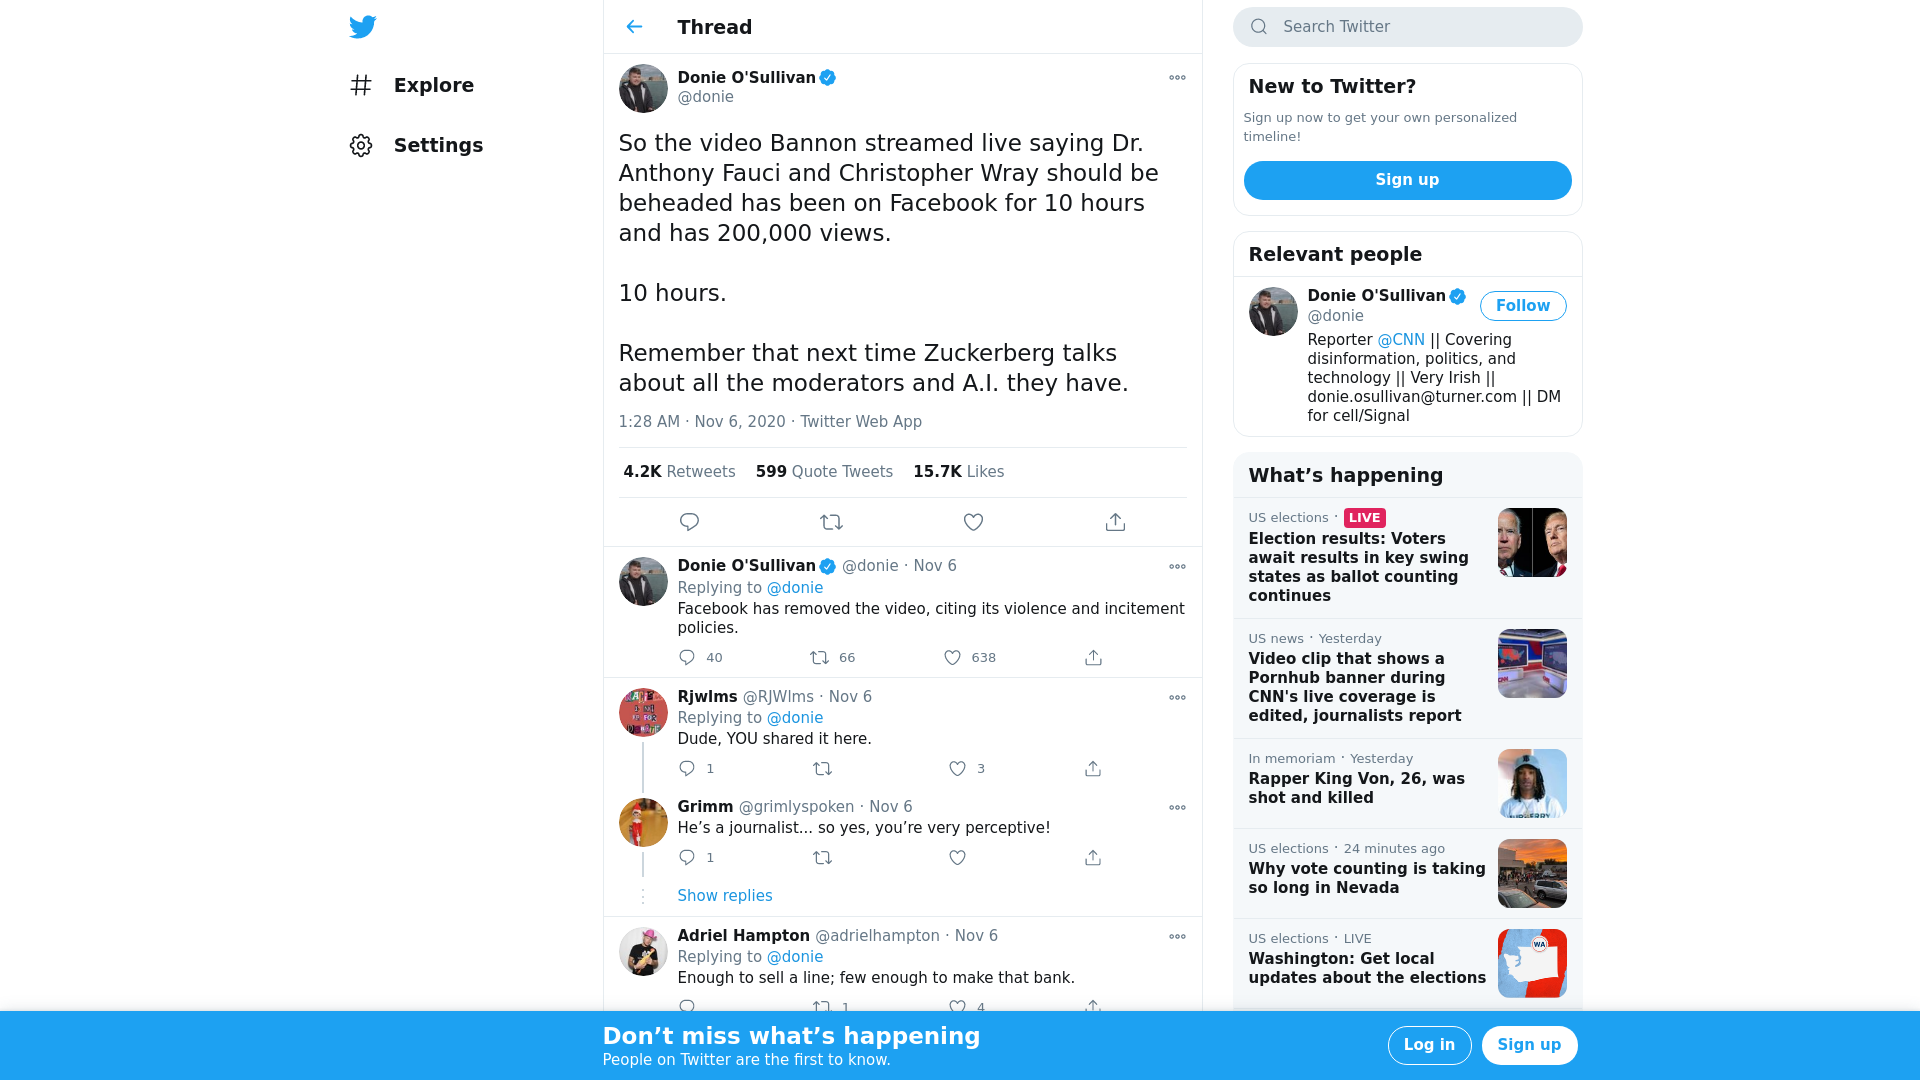 Explore
Settings
Thread
Donie O'Sullivan
@donie
So the video Bannon streamed live saying Dr.
Anthony Fauci and Christopher Wray should be
beheaded has been on Facebook for 10 hours
and has 200,000 views.
10 hours.
Remember that next time Zuckerberg talks
about all the moderators and A.I. they have.
1:28 AM · Nov 6, 2020 · Twitter Web App
4.2K Retweets 599 Quote Tweets 15.7K Likes
Donie O'Sullivan @donie · Nov 6
Replying to @donie
Facebook has removed the video, citing its violence and incitement
policies.
40 66 638
Rjwlms @RJWlms · Nov 6
Replying to @donie
Dude, YOU shared it here.
1 3
Grimm @grimlyspoken · Nov 6
He’s a journalist... so yes, you’re very perceptive!
1
Show replies
Adriel Hampton @adrielhampton · Nov 6
Replying to @donie
Enough to sell a line; few enough to make that bank.
1 4
Search Twitter
New to Twitter?
Sign up now to get your own personalized
timeline!
Sign up
Relevant people
Donie O'Sullivan
Follow
@donie
Reporter @CNN || Covering
disinformation, politics, and
technology || Very Irish ||
donie.osullivan@turner.com || DM
for cell/Signal
What’s happening
US elections · LIVE
Election results: Voters
await results in key swing
states as ballot counting
continues
US news · Yesterday
Video clip that shows a
Pornhub banner during
CNN's live coverage is
edited, journalists report
In memoriam · Yesterday
Rapper King Von, 26, was
shot and killed
US elections · 24 minutes ago
Why vote counting is taking
so long in Nevada
US elections · LIVE
Washington: Get local
updates about the elections
WA
Don’t miss what’s happening
People on Twitter are the first to know.
Log in
Sign up